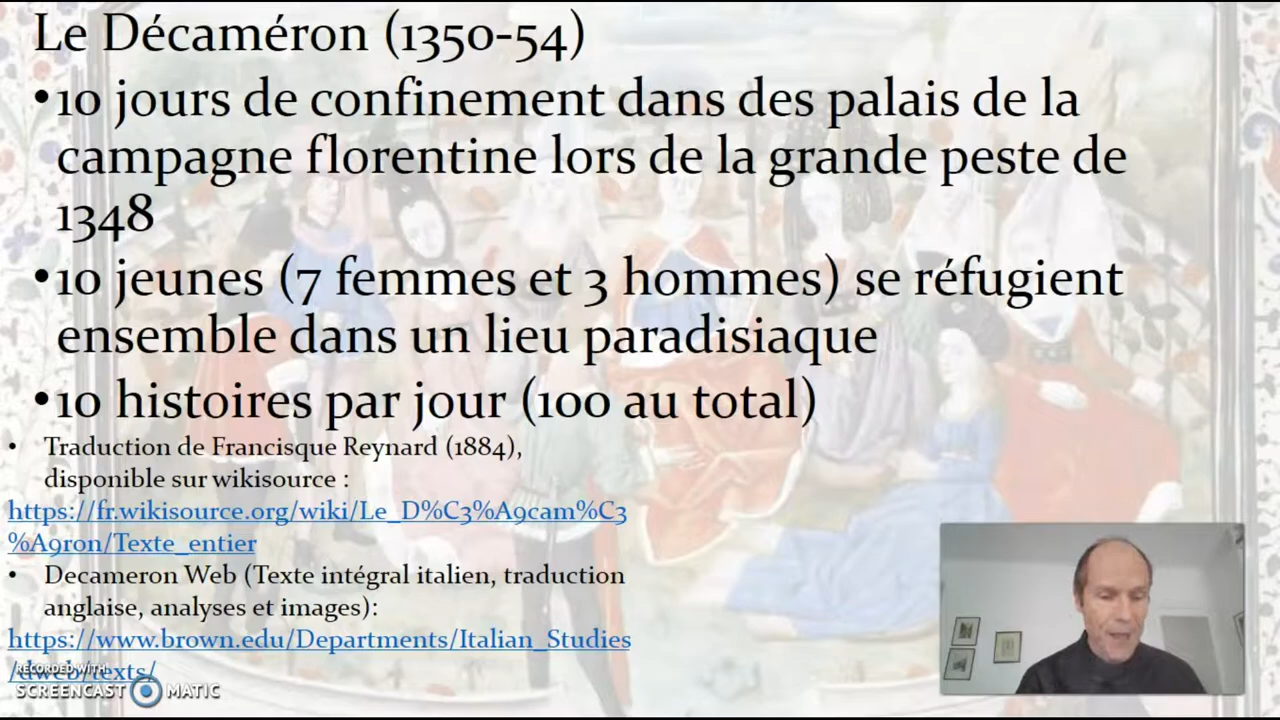 Le Décaméron (1350-54)
•10 jours de confinement dans des palais de la
campagne florentine lors de la grande peste de
1348
•10 jeunes (7 femmes et 3 hommes) se réfugient
ensemble dans un lieu paradisiaque
•10 histoires par jour (100 au total)
• Traduction de Francisque Reynard (1884),
disponible sur wikisource :
https://fr.wikisource.org/wiki/Le_D%C3%A9cam%C3
%A9ron/Texte_entier
• Decameron Web (Texte intégral italien, traduction
anglaise, analyses et images):
https://www.brown.edu/Departments/Italian_Studies
/dweb/texts/
RECORDED WITH
SCREENCAST MATIC